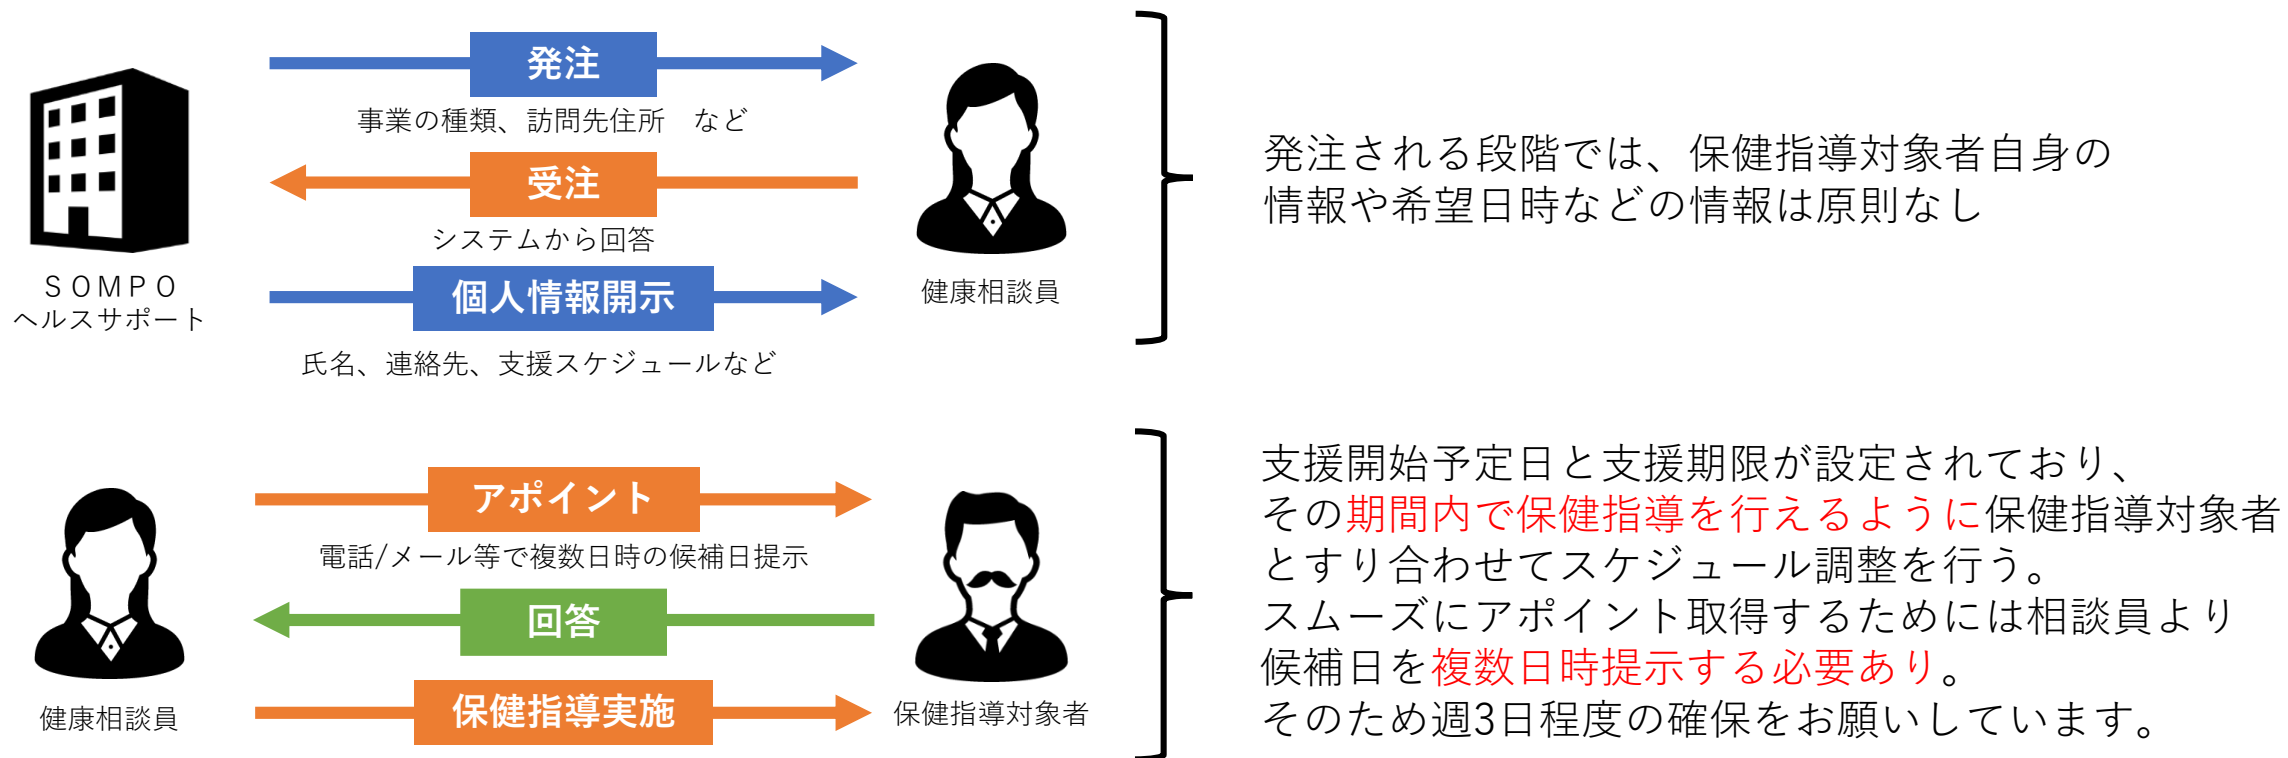 発注
事業の種類、訪問先住所　など
受注
システムから回答
個人情報開示
氏名、連絡先、支援スケジュールなど
ＳＯＭＰＯ
ヘルスサポート
健康相談員
発注される段階では、保健指導対象者自身の
情報や希望日時などの情報は原則なし
アポイント
電話/メール等で複数日時の候補日提示
回答
保健指導実施
健康相談員
保健指導対象者
支援開始予定日と支援期限が設定されており、
その期間内で保健指導を行えるように保健指導対象者
とすり合わせてスケジュール調整を行う。
スムーズにアポイント取得するためには相談員より
候補日を複数日時提示する必要あり。
そのため週3日程度の確保をお願いしています。